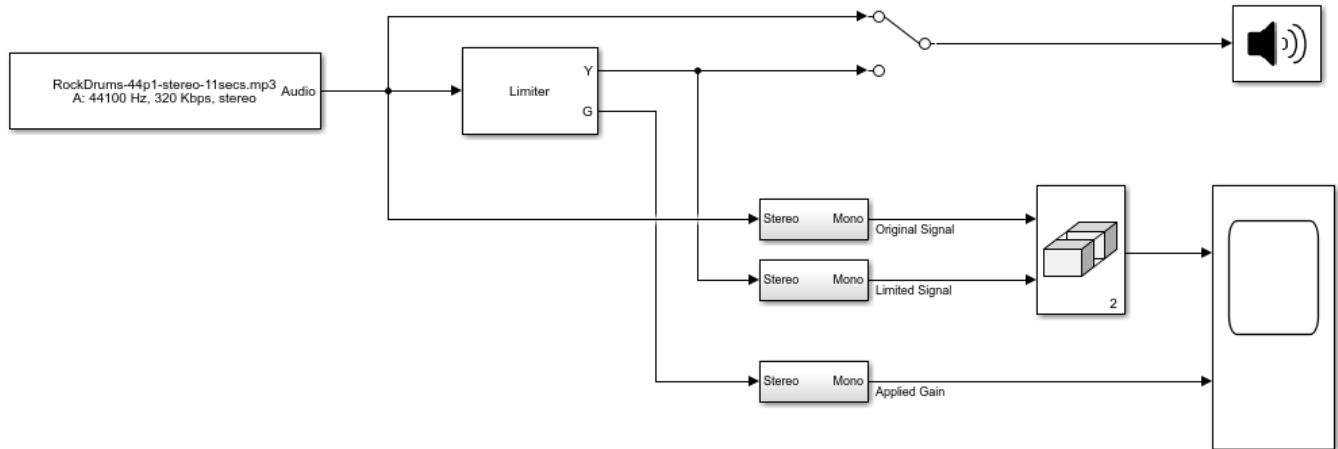 RockDrums-44p1-stereo-11secs.mp3
A: 44100 Hz, 320 Kbps, stereo
Audio
Limiter
Y
G
Stereo
Mono
Original Signal
Stereo
Mono
Limited Signal
2
Stereo
Mono
Applied Gain